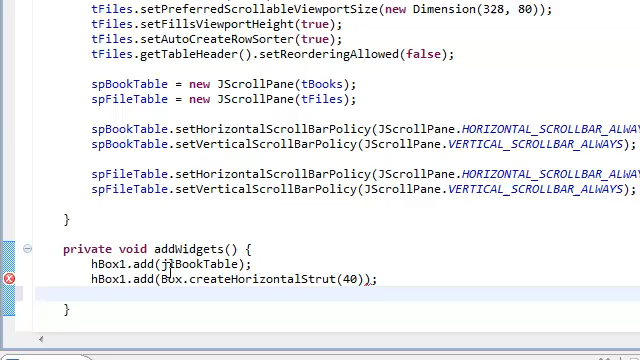 tFiles.setPreferredScrollableViewportSize(new Dimension(328, 80));
tFiles.setFillsViewportHeight(true);
tFiles.setAutoCreateRowSorter(true);
tFiles.getTableHeader().setReorderingAllowed(false);
spBookTable = new JScrollPane(tBooks);
spFileTable = new JScrollPane(tFiles);
spBookTable.setHorizontalScrollBarPolicy(JScrollPane.HORIZONTAL_SCROLLBAR_ALWAY
spBookTable.setVerticalScrollBarPolicy(JScrollPane.VERTICAL_SCROLLBAR_ALWAYS);
spFileTable.setHorizontalScrollBarPolicy(JScrollPane.HORIZONTAL_SCROLLBAR_ALWAY
spFileTable.setVerticalScrollBarPolicy(JScrollPane.VERTICAL_SCROLLBAR_ALWAYS);
}
private void addWidgets() {
hBox1.add(jlBookTable);
hBox1.add(Box.createHorizontalStrut(40));
}